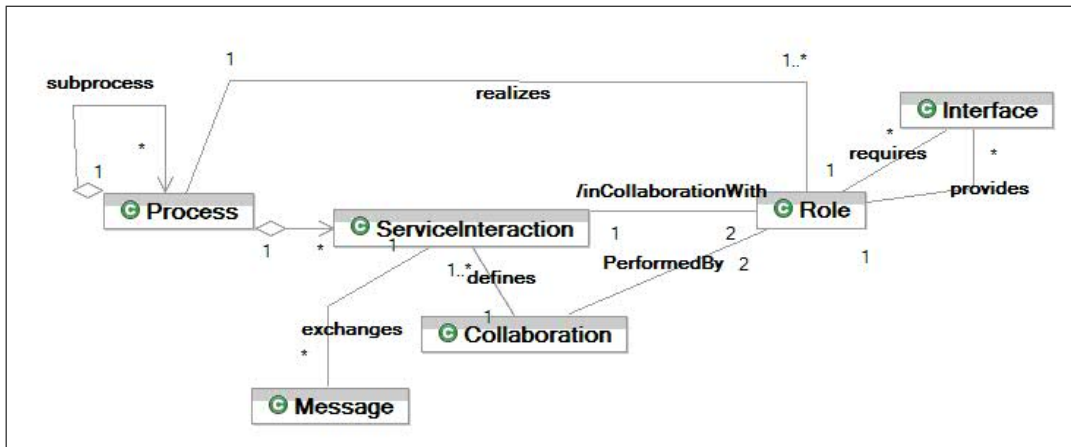 1
1..*
subprocess
realizes
C Interface
*
*
*
requires
1
1
provides
/inCollaborationWith
C Process
C Role
C ServiceInteraction
1
2
1
*
1
1
PerformedBy
2
1..*
defines
1
exchanges
C Collaboration
*
C Message